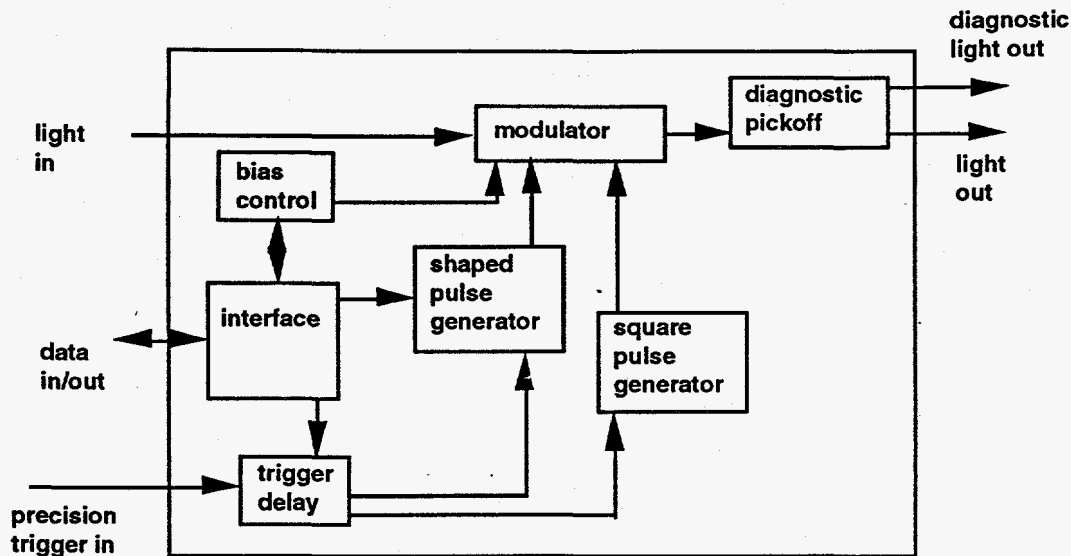 diagnostic
light out
light
in
modulator
diagnostic
pickoff
light
out
bias
control
shaped
pulse
generator
interface
square
pulse
generator
data
in/out
trigger
delay
precision
trigger in